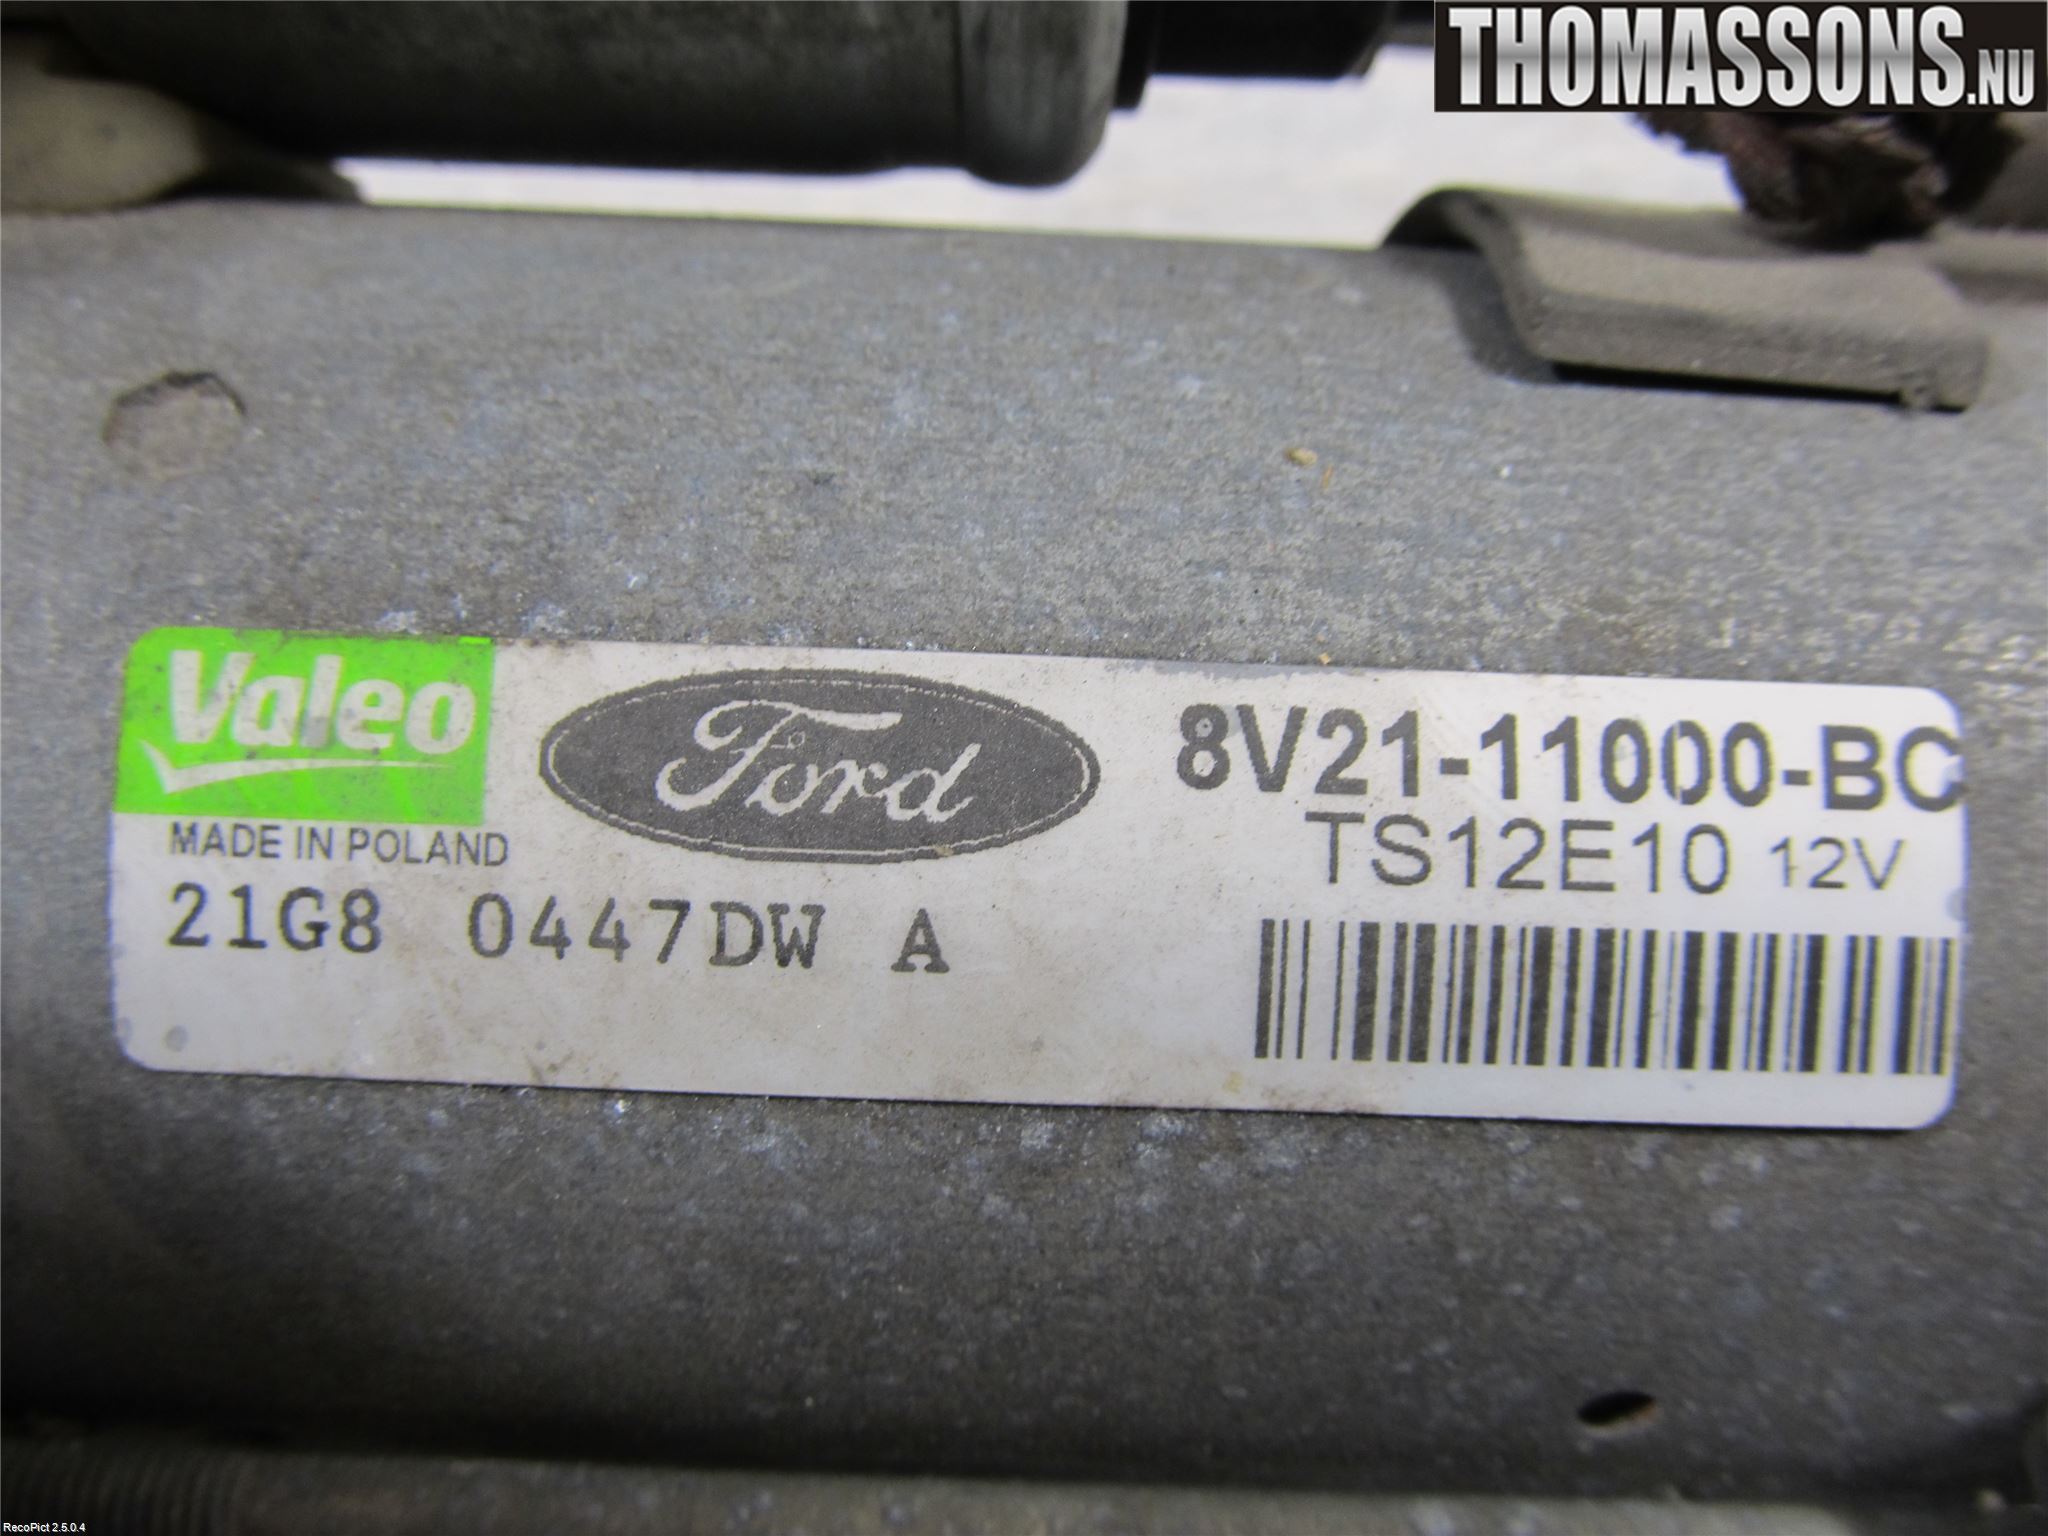 THOMASSONS.NU
Valeo
Ford
8V21-11000-BC
MADE IN POLAND
TS12E10 12V
21G8 0447DW A
RecoPict 2.5.0.4